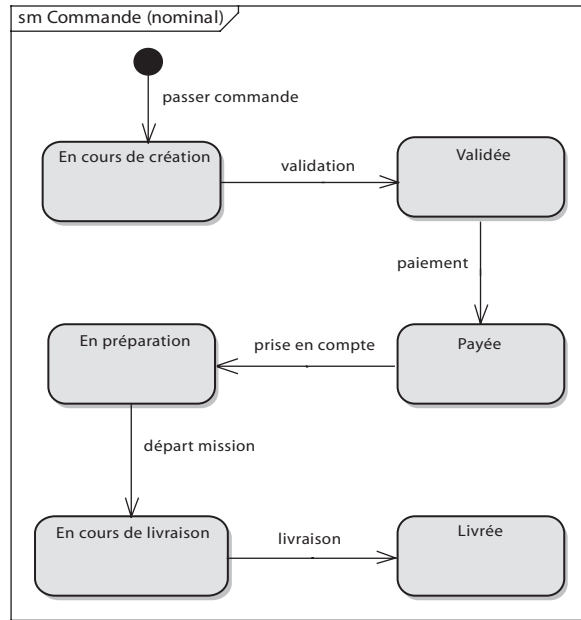 sm Commande (nominal)
passer commande
En cours de création
validation
Validée
paiement
En préparation
prise en compte
Payée
départ mission
En cours de livraison
livraison
Livrée